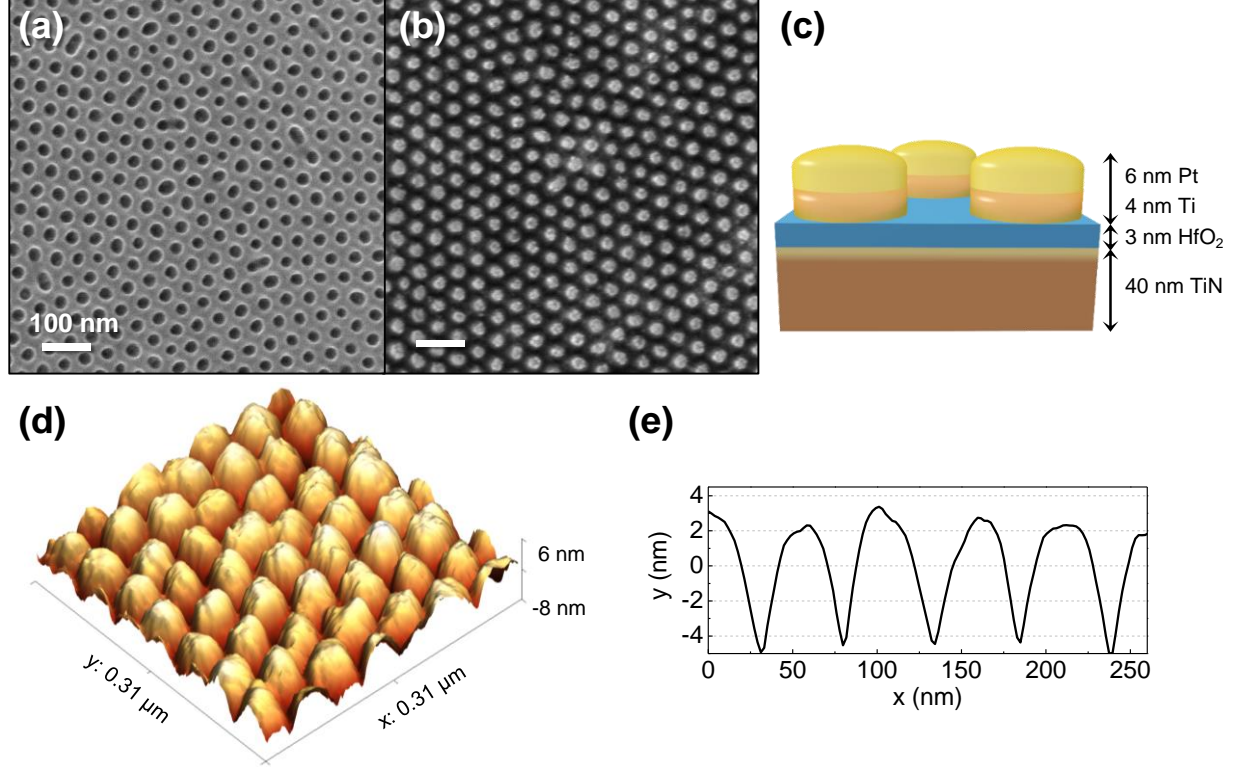 (a)
100 nm
(b)
(c)
6 nm Pt
4 nm Ti
3 nm HfO₂
40 nm TiN
(d)
6 nm
-8 nm
y: 0.31 μm
x: 0.31 μm
(e)
y (nm)
4
2
0
-2
-4
0 50 100 150 200 250
x (nm)